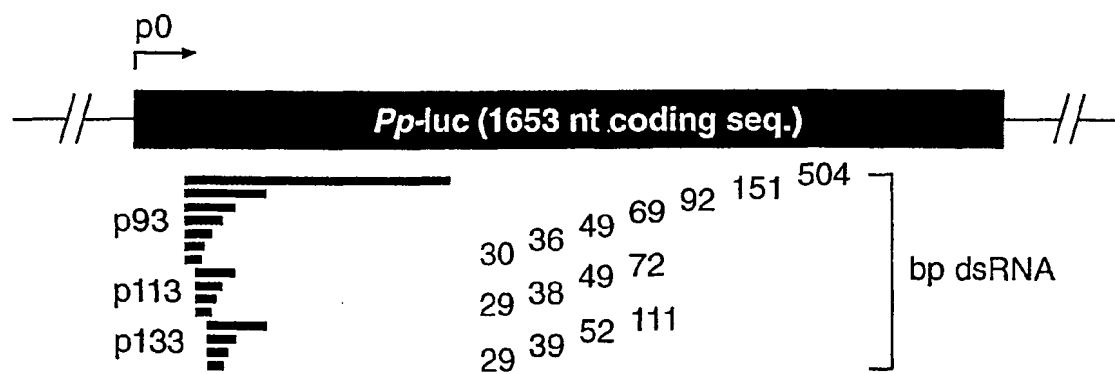 p0
Pp-luc (1653 nt coding seq.)
p93 30 36 49 69 92 151 504
p113 29 38 49 72
p133 29 39 52 111
bp dsRNA